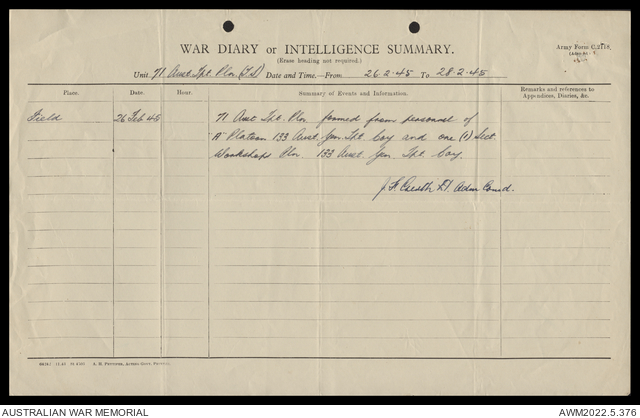 WAR DIARY or INTELLIGENCE SUMMARY.
Army Form C.2118.
(Erase heading not required.)
Unit. 71 Aust. Tpt Pln. Date and Time—From 26.2.45 To 28.2.45
Place. Date. Hour. Summary of Events and Information. Remarks and references to Appendices, Diaries, &c.
Field 26 Feb 45 71 Aust Tpt. Pln formed from personnel of
A Platoon 133 Aust. Gen. Tpt Coy and one (1) Sect.
Workshops Pln. 133 Aust. Gen. Tpt. Coy.
Lt. Adm Comd.
AUSTRALIAN WAR MEMORIAL
AWM2022.5.376